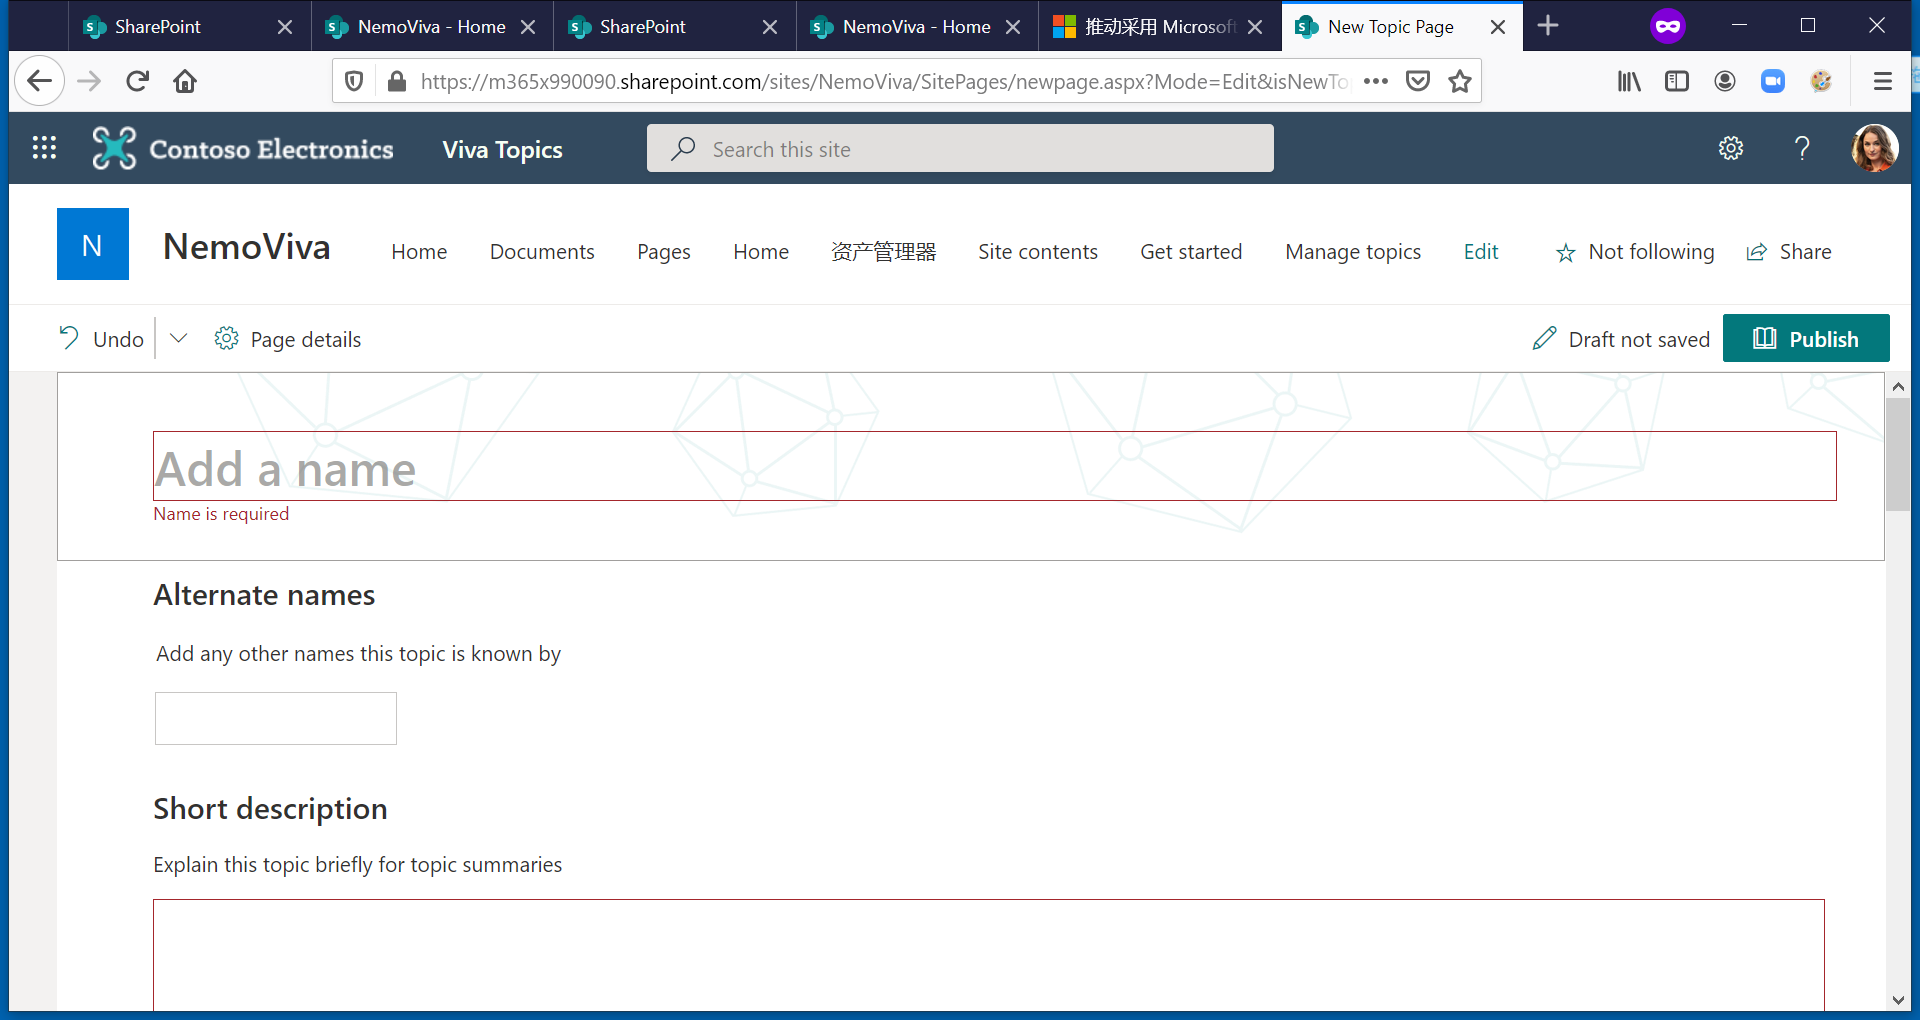 SharePoint
NemoViva - Home
SharePoint
NemoViva - Home
推动采用 Microsoft
New Topic Page
https://m365x990090.sharepoint.com/sites/NemoViva/SitePages/newpage.aspx?Mode=Edit&isNewTo
Contoso Electronics
Viva Topics
Search this site
N
NemoViva
Home
Documents
Pages
Home
资产管理器
Site contents
Get started
Manage topics
Edit
Not following
Share
Undo
Page details
Draft not saved
Publish
Add a name
Name is required
Alternate names
Add any other names this topic is known by
Short description
Explain this topic briefly for topic summaries